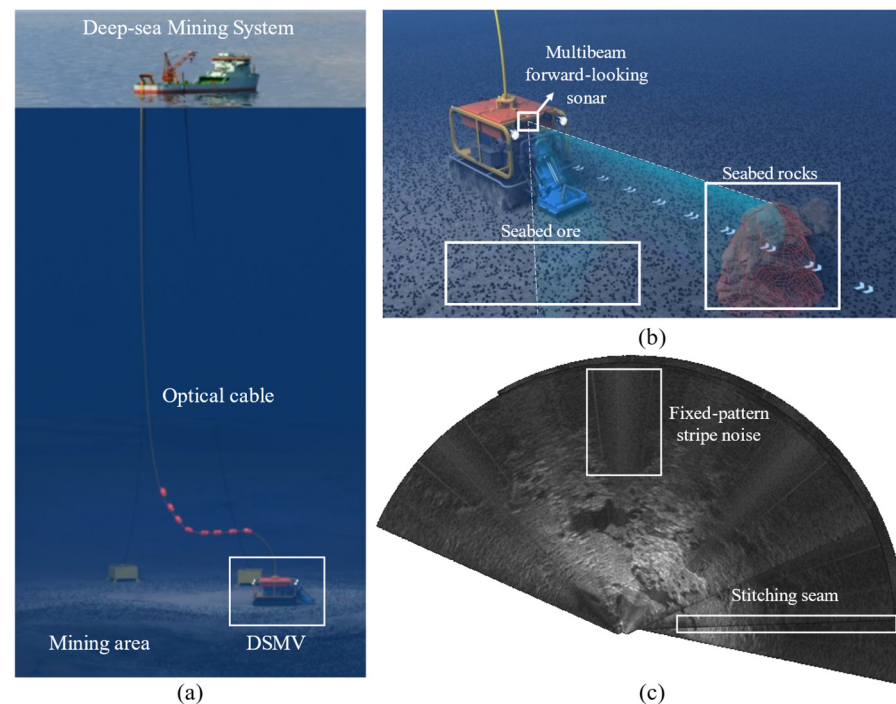 Deep-sea Mining System
Optical cable
Mining area
DSMV
(a)
Multibeam
forward-looking
sonar
Seabed rocks
Seabed ore
(b)
Fixed-pattern
stripe noise
Stitching seam
(c)